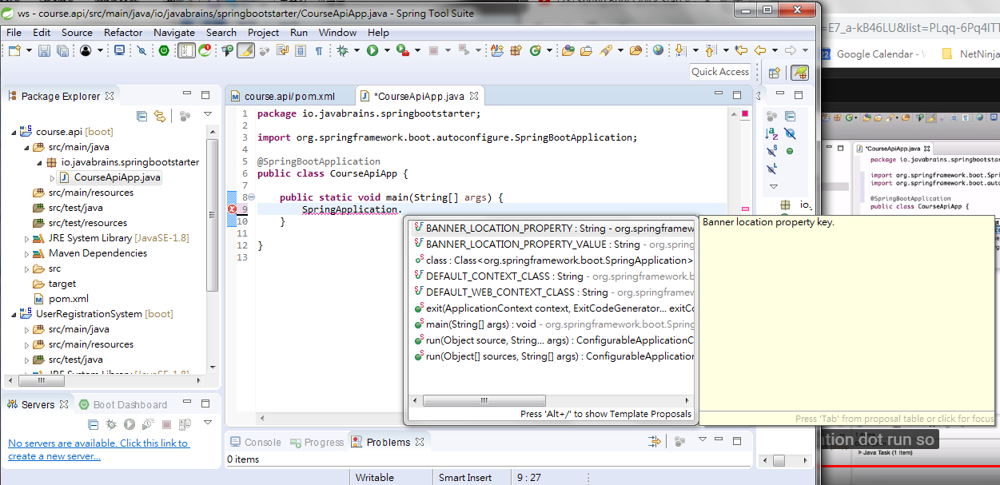 ws - course.api/src/main/java/io/javabrains/springbootstarter/CourseApiApp.java - Spring Tool Suite
File Edit Source Refactor Navigate Search Project Run Window Help
Quick Access
Package Explorer
course.api [boot]
src/main/java
io.javabrains.springbootstarter
CourseApiApp.java
src/main/resources
src/test/java
src/test/resources
JRE System Library [JavaSE-1.8]
Maven Dependencies
src
target
pom.xml
UserRegistrationSystem [boot]
src/main/java
src/main/resources
src/test/java
JRE System Library [JavaSE-1.8]
Servers
Boot Dashboard
No servers are available. Click this link to
create a new server...
course.api/pom.xml
*CourseApiApp.java
1 package io.javabrains.springbootstarter;
2
3 import org.springframework.boot.autoconfigure.SpringBootApplication;
4
5 @SpringBootApplication
6 public class CourseApiApp {
7
8 public static void main(String[] args) {
9 SpringApplication.
10 }
11
12 }
13
BANNER_LOCATION_PROPERTY : String - org.springframew
BANNER_LOCATION_PROPERTY_VALUE : String - org.spring
class : Class<org.springframework.boot.SpringApplication>
DEFAULT_CONTEXT_CLASS : String - org.springframework.b
DEFAULT_WEB_CONTEXT_CLASS : String - org.springframew
exit(ApplicationContext context, ExitCodeGenerator... exitCo
main(String[] args) : void - org.springframework.boot.Spring
run(Object source, String... args) : ConfigurableApplicationC
run(Object[] sources, String[] args) : ConfigurableApplication
Press 'Alt+/' to show Template Proposals
Banner location property key.
Press 'Tab' from proposal table or click for focus
io.
Console
Progress
Problems
0 items
Writable
Smart Insert
9 : 27
=E7_a-kB46LU&list=PLqq-6Pq4lTT
22
Google Calendar - W
NetNinja
*CourseApiApp.java
package io.javabrains.springbootst
import org.springframework.boot.Spri
import org.springframework.boot.auto
@SpringBootApplication
public class CourseApiApp {
ation dot run so
Java Task (1 item)